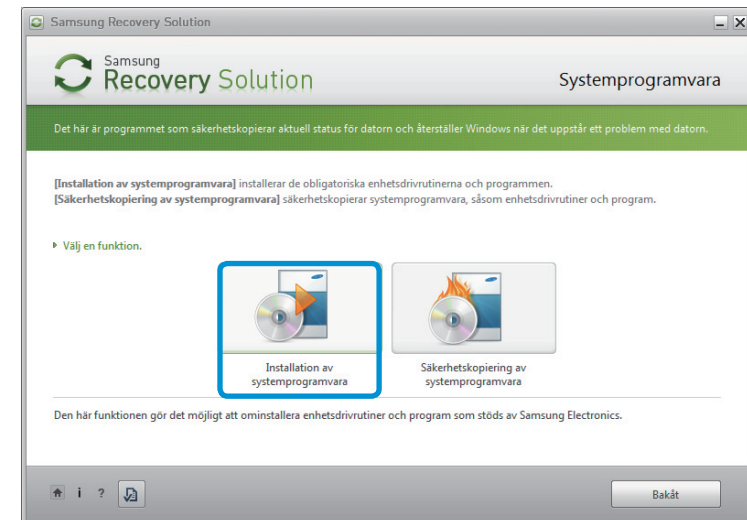 Samsung Recovery Solution
Samsung
Recovery Solution
Systemprogramvara
Det här är programmet som säkerhetskopierar aktuell status för datorn och återställer Windows när det uppstår ett problem med datorn.
[Installation av systemprogramvara] installerar de obligatoriska enhetsdrivrutinerna och programmen.
[Säkerhetskopiering av systemprogramvara] säkerhetskopierar systemprogramvara, såsom enhetsdrivrutiner och program.
Välj en funktion.
Installation av
systemprogramvara
Säkerhetskopiering av
systemprogramvara
Den här funktionen gör det möjligt att ominstallera enhetsdrivrutiner och program som stöds av Samsung Electronics.
i ?
Bakåt